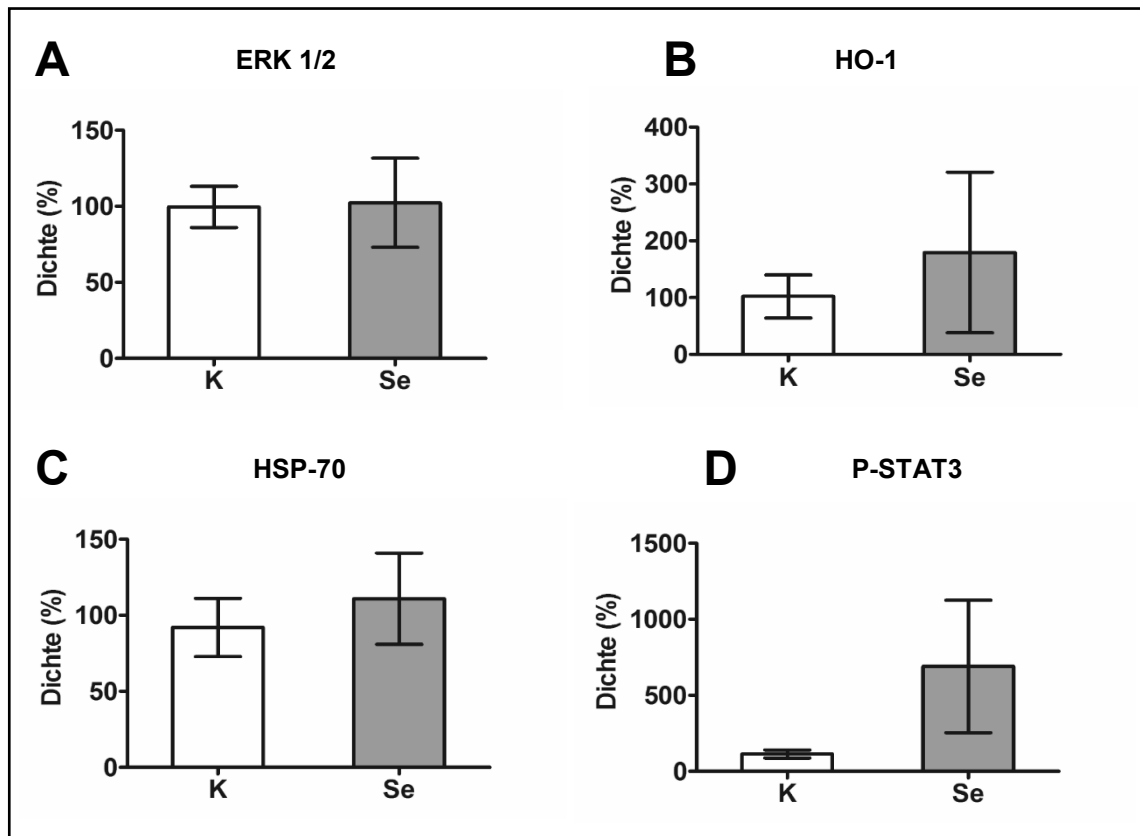 A
ERK 1/2
Dichte (%)
150
100
50
0
K
Se
B
HO-1
Dichte (%)
400
300
200
100
0
K
Se
C
HSP-70
Dichte (%)
150
100
50
0
K
Se
D
P-STAT3
Dichte (%)
1500
1000
500
0
K
Se